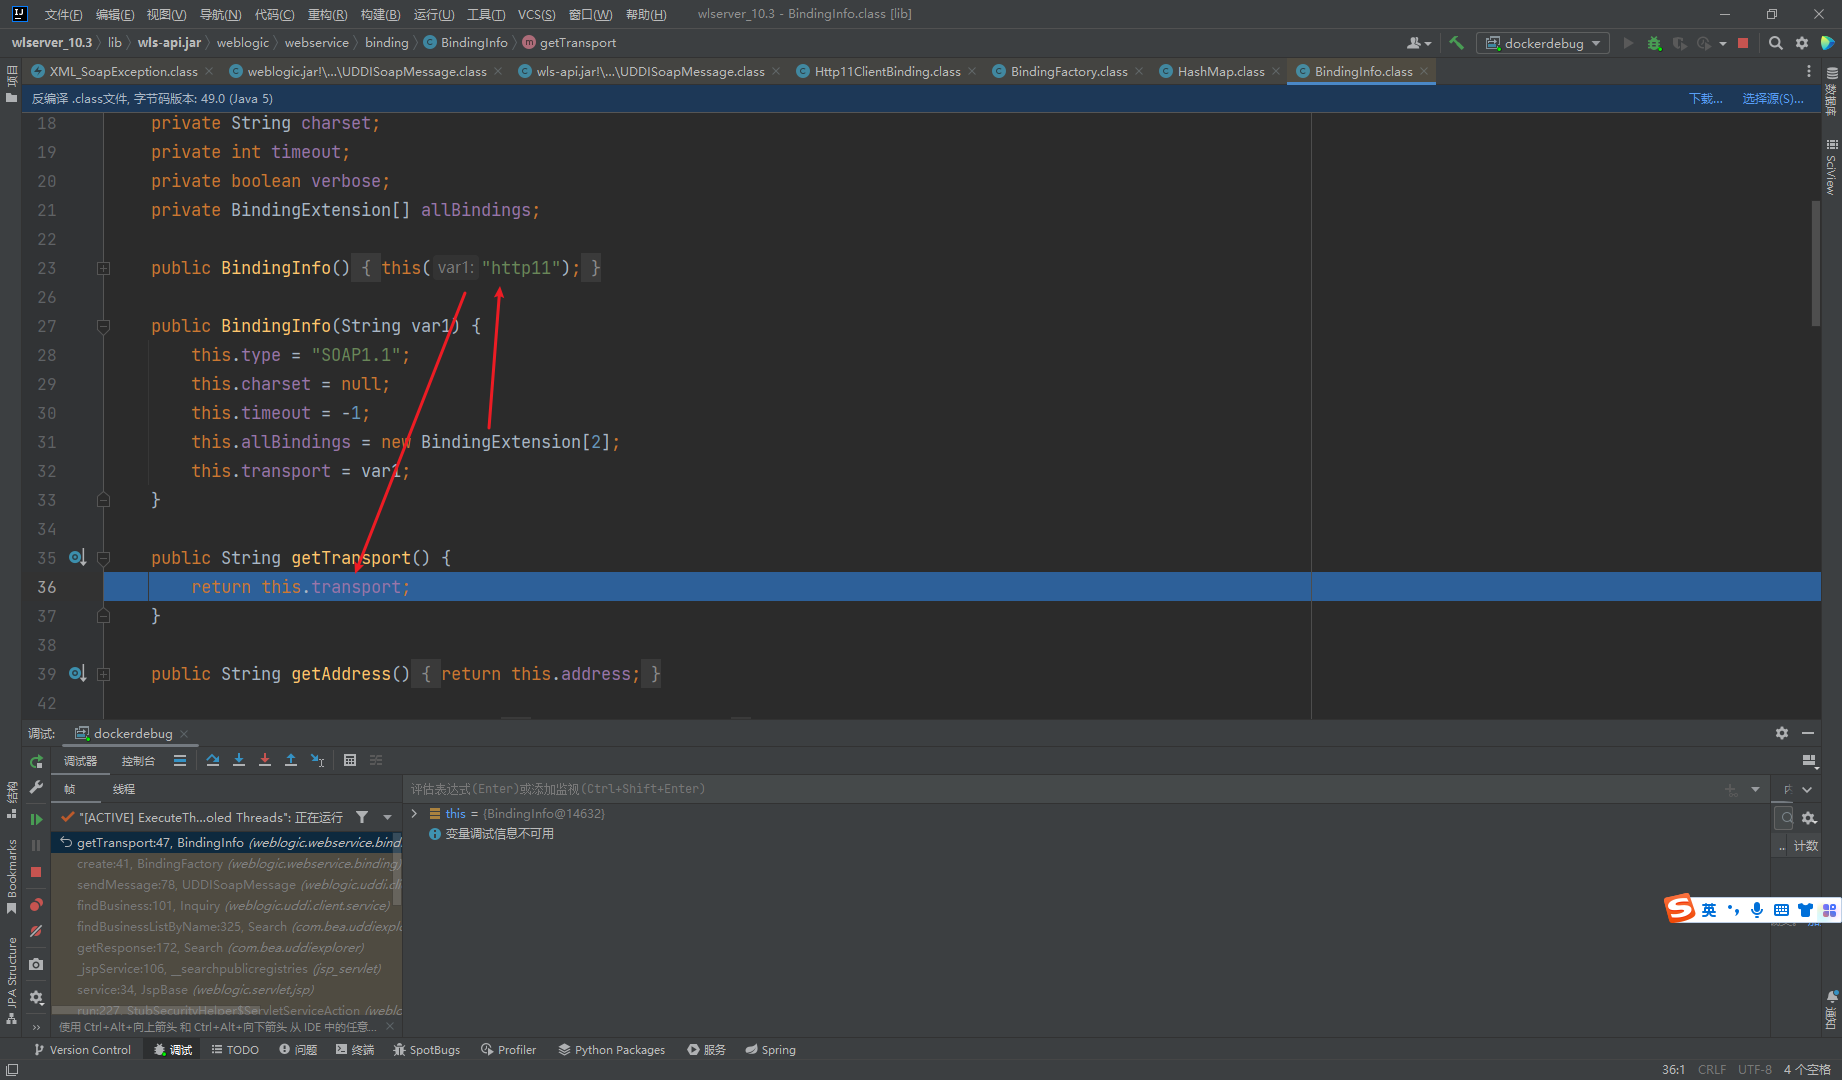 文件(F) 编辑(E) 视图(V) 导航(N) 代码(C) 重构(R) 构建(B) 运行(U) 工具(T) VCS(S) 窗口(W) 帮助(H) wlserver_10.3 - BindingInfo.class [lib]
wlserver_10.3 lib wls-api.jar weblogic webservice binding BindingInfo getTransport dockerdebug
XML_SoapException.class weblogic.jar!\...\UDDISoapMessage.class wls-api.jar!\...\UDDISoapMessage.class Http11ClientBinding.class BindingFactory.class HashMap.class BindingInfo.class
反编译 .class文件, 字节码版本: 49.0 (Java 5) 下载... 选择源(S)...
项目
数据库
SciView
18 private String charset;
19 private int timeout;
20 private boolean verbose;
21 private BindingExtension[] allBindings;
22
23 public BindingInfo() { this( var1: "http11"); }
26
27 public BindingInfo(String var1) {
28 this.type = "SOAP1.1";
29 this.charset = null;
30 this.timeout = -1;
31 this.allBindings = new BindingExtension[2];
32 this.transport = var1;
33 }
34
35 public String getTransport() {
36 return this.transport;
37 }
38
39 public String getAddress() { return this.address; }
42
调试: dockerdebug
调试器 控制台
帧 线程
评估表达式(Enter)或添加监视(Ctrl+Shift+Enter)
"[ACTIVE] ExecuteTh...oled Threads": 正在运行
this = {BindingInfo@14632}
变量调试信息不可用
计数
getTransport:47, BindingInfo (weblogic.webservice.bind
create:41, BindingFactory (weblogic.webservice.binding)
sendMessage:78, UDDISoapMessage (weblogic.uddi.cli
findBusiness:101, Inquiry (weblogic.uddi.client.service)
findBusinessListByName:325, Search (com.bea.uddiexpl
getResponse:172, Search (com.bea.uddiexplorer)
_jspService:106, __searchpublicregistries (jsp_servlet)
service:34, JspBase (weblogic.servlet.jsp)
run:227, StubSecurityHelper$ServletServiceAction (weblo
使用 Ctrl+Alt+向上箭头 和 Ctrl+Alt+向下箭头 从 IDE 中的任意...
结构
Bookmarks
JPA Structure
英
通知
Version Control 调试 TODO 问题 终端 SpotBugs Profiler Python Packages 服务 Spring
36:1 CRLF UTF-8 4 个空格